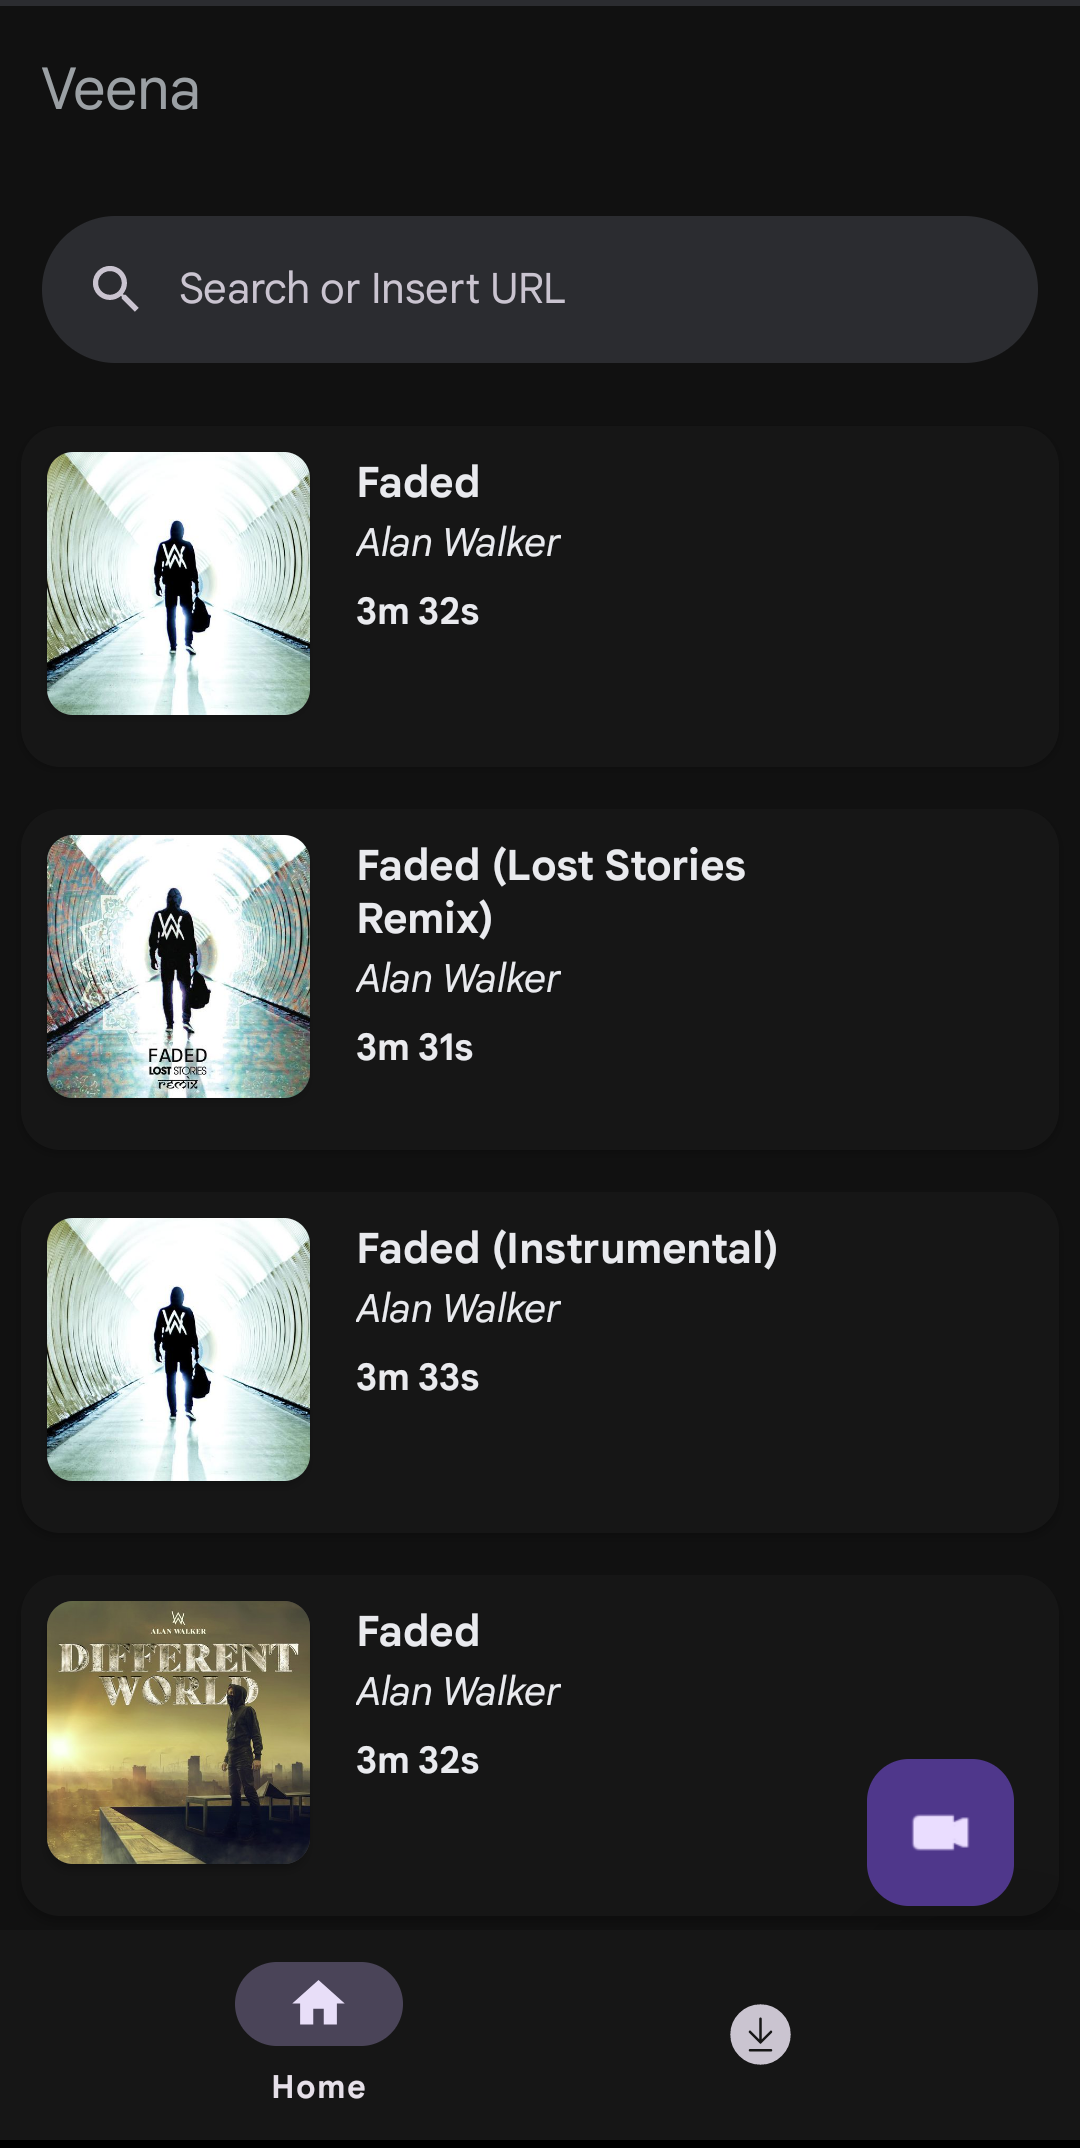 Veena
Search or Insert URL
Faded
Alan Walker
3m 32s
Faded (Lost Stories
Remix)
Alan Walker
3m 31s
FADED
LOST STORIES
remix
Faded (Instrumental)
Alan Walker
3m 33s
ALAN WALKER
DIFFERENT
WORLD
Faded
Alan Walker
3m 32s
Home